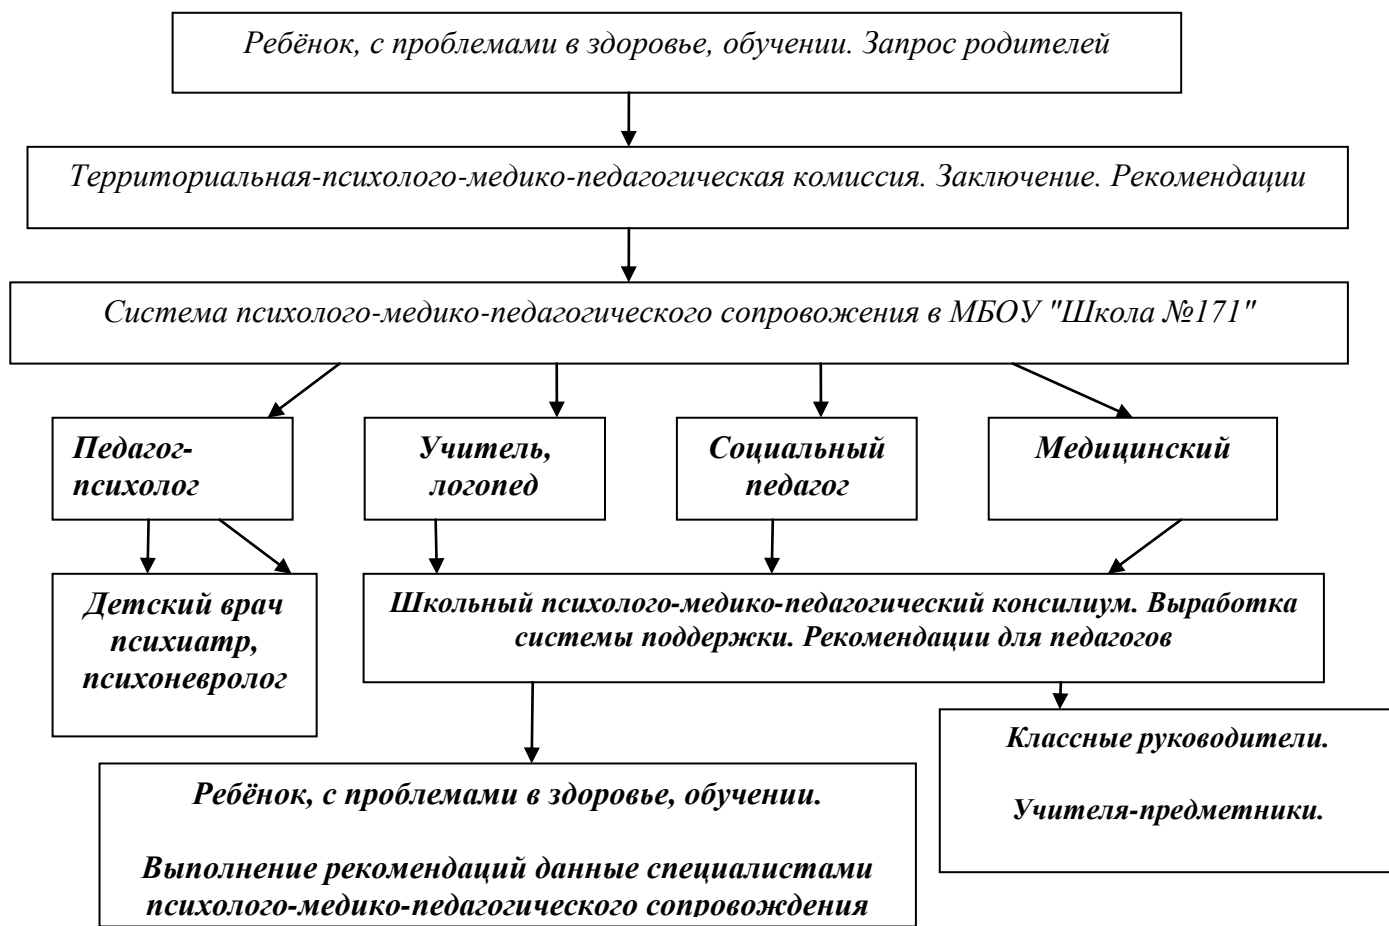 Ребёнок, с проблемами в здоровье, обучении. Запрос родителей
Территориальная-психолого-медико-педагогическая комиссия. Заключение. Рекомендации
Система психолого-медико-педагогического сопровожения в МБОУ "Школа №171"
Педагог-
психолог
Учитель,
логопед
Социальный
педагог
Медицинский
Детский врач
психиатр,
психоневролог
Школьный психолого-медико-педагогический консилиум. Выработка
системы поддержки. Рекомендации для педагогов
Классные руководители.
Учителя-предметники.
Ребёнок, с проблемами в здоровье, обучении.
Выполнение рекомендаций данные специалистами
психолого-медико-педагогического сопровождения